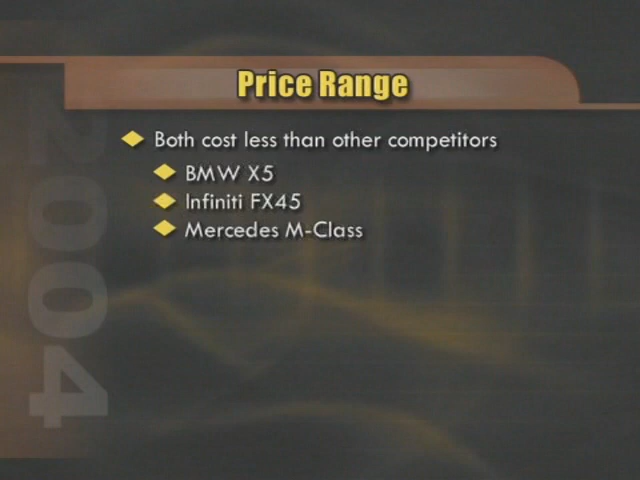 Price Range
Both cost less than other competitors
BMW X5
Infiniti FX45
Mercedes M-Class
2004